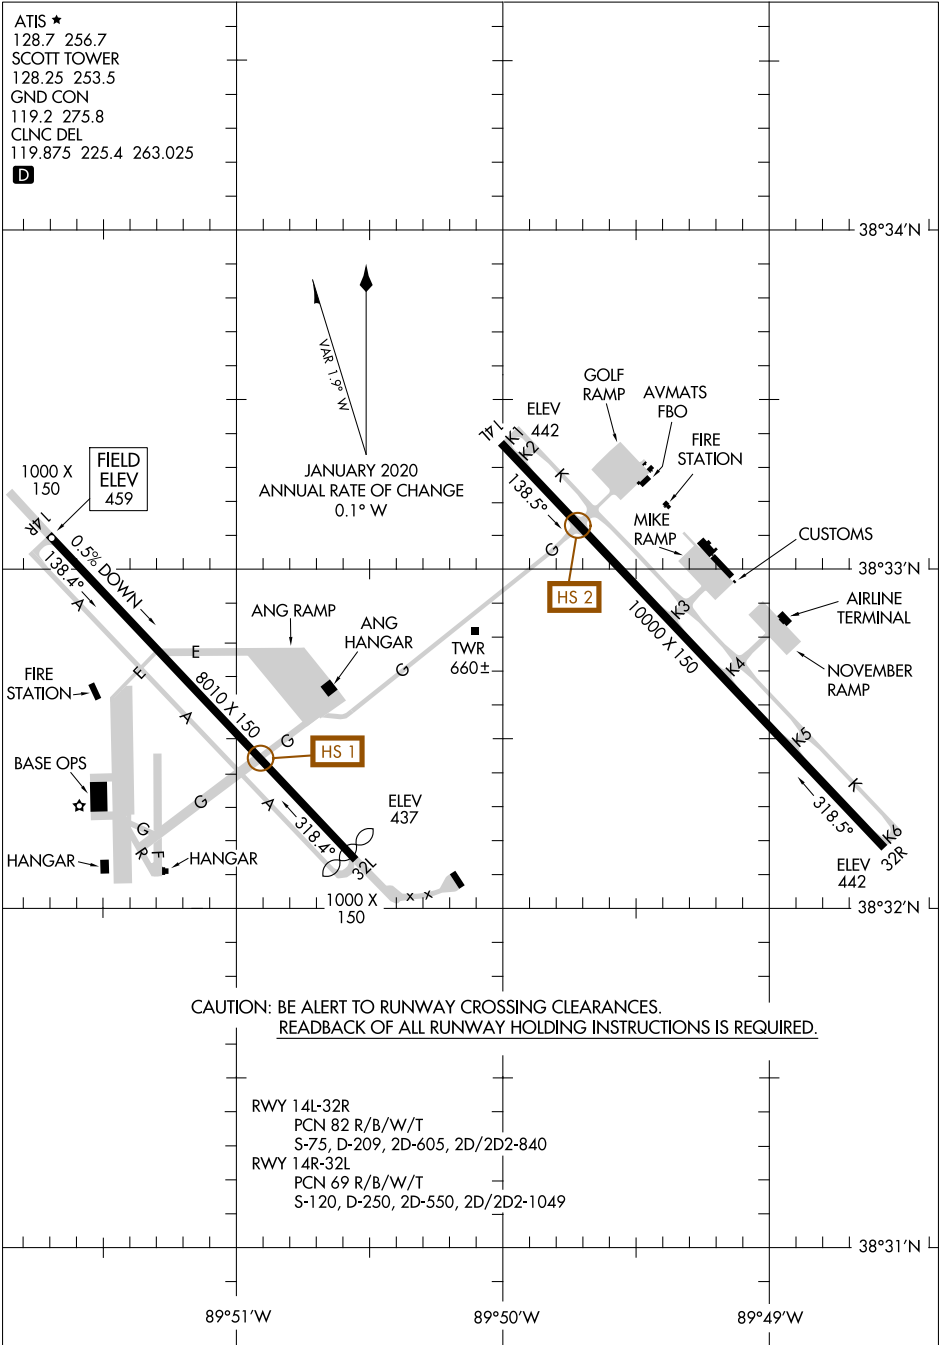 ATIS ★
128.7 256.7
SCOTT TOWER
128.25 253.5
GND CON
119.2 275.8
CLNC DEL
119.875 225.4 263.025
D
38°34'N
VAR 1.9° W
JANUARY 2020
ANNUAL RATE OF CHANGE
0.1° W
GOLF
RAMP
AVMATS
FBO
FIRE
STATION
ELEV
442
14L
K1
K2
K
138.5°
1000 X
150
FIELD
ELEV
459
14R
0.5% DOWN
138.4°
A
MIKE
RAMP
CUSTOMS
G
HS 2
38°33'N
10000 X 150
K3
AIRLINE
TERMINAL
ANG RAMP
ANG
HANGAR
TWR
660±
E
E
G
K4
NOVEMBER
RAMP
FIRE
STATION
8010 X 150
A
G
HS 1
K5
BASE OPS
G
A
318.4°
ELEV
437
K
318.5°
K6
32R
G
R
F
HANGAR
HANGAR
32L
ELEV
442
1000 X
150
x x
38°32'N
CAUTION: BE ALERT TO RUNWAY CROSSING CLEARANCES.
READBACK OF ALL RUNWAY HOLDING INSTRUCTIONS IS REQUIRED.
RWY 14L-32R
PCN 82 R/B/W/T
S-75, D-209, 2D-605, 2D/2D2-840
RWY 14R-32L
PCN 69 R/B/W/T
S-120, D-250, 2D-550, 2D/2D2-1049
38°31'N
89°51'W
89°50'W
89°49'W